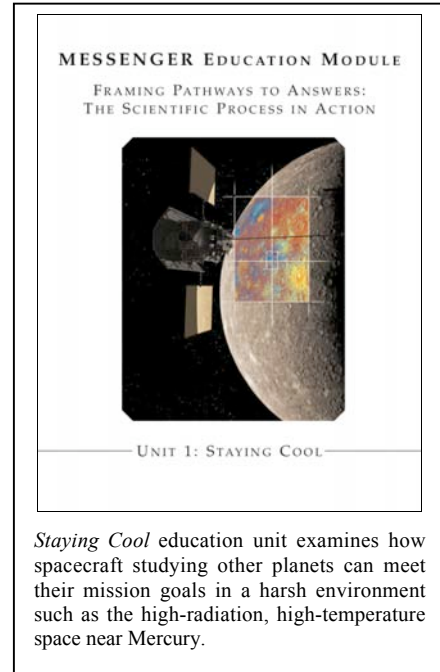 MESSENGER EDUCATION MODULE
FRAMING PATHWAYS TO ANSWERS:
THE SCIENTIFIC PROCESS IN ACTION
UNIT 1: STAYING COOL
Staying Cool education unit examines how
spacecraft studying other planets can meet
their mission goals in a harsh environment
such as the high-radiation, high-temperature
space near Mercury.